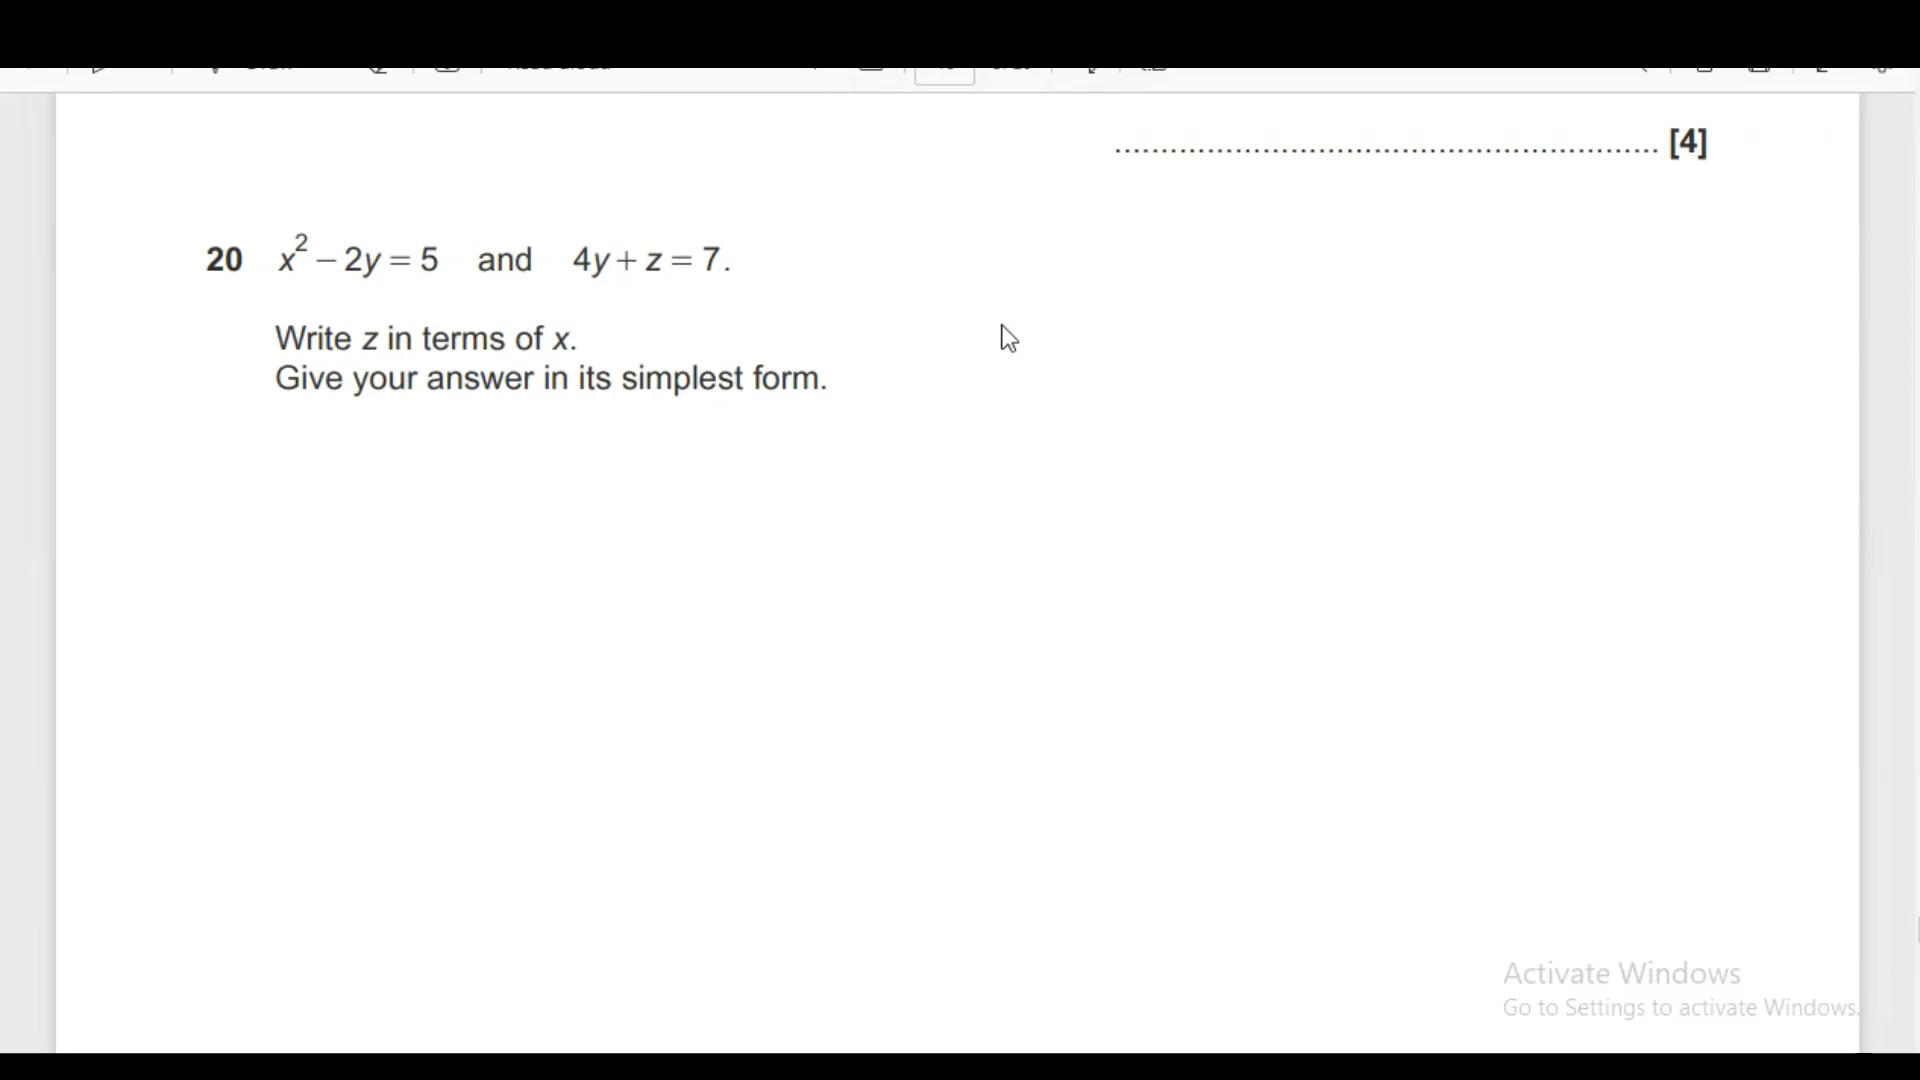 ........................................................... [4]
20 x² – 2y = 5 and 4y + z = 7.
Write z in terms of x.
Give your answer in its simplest form.
Activate Windows
Go to Settings to activate Windows.